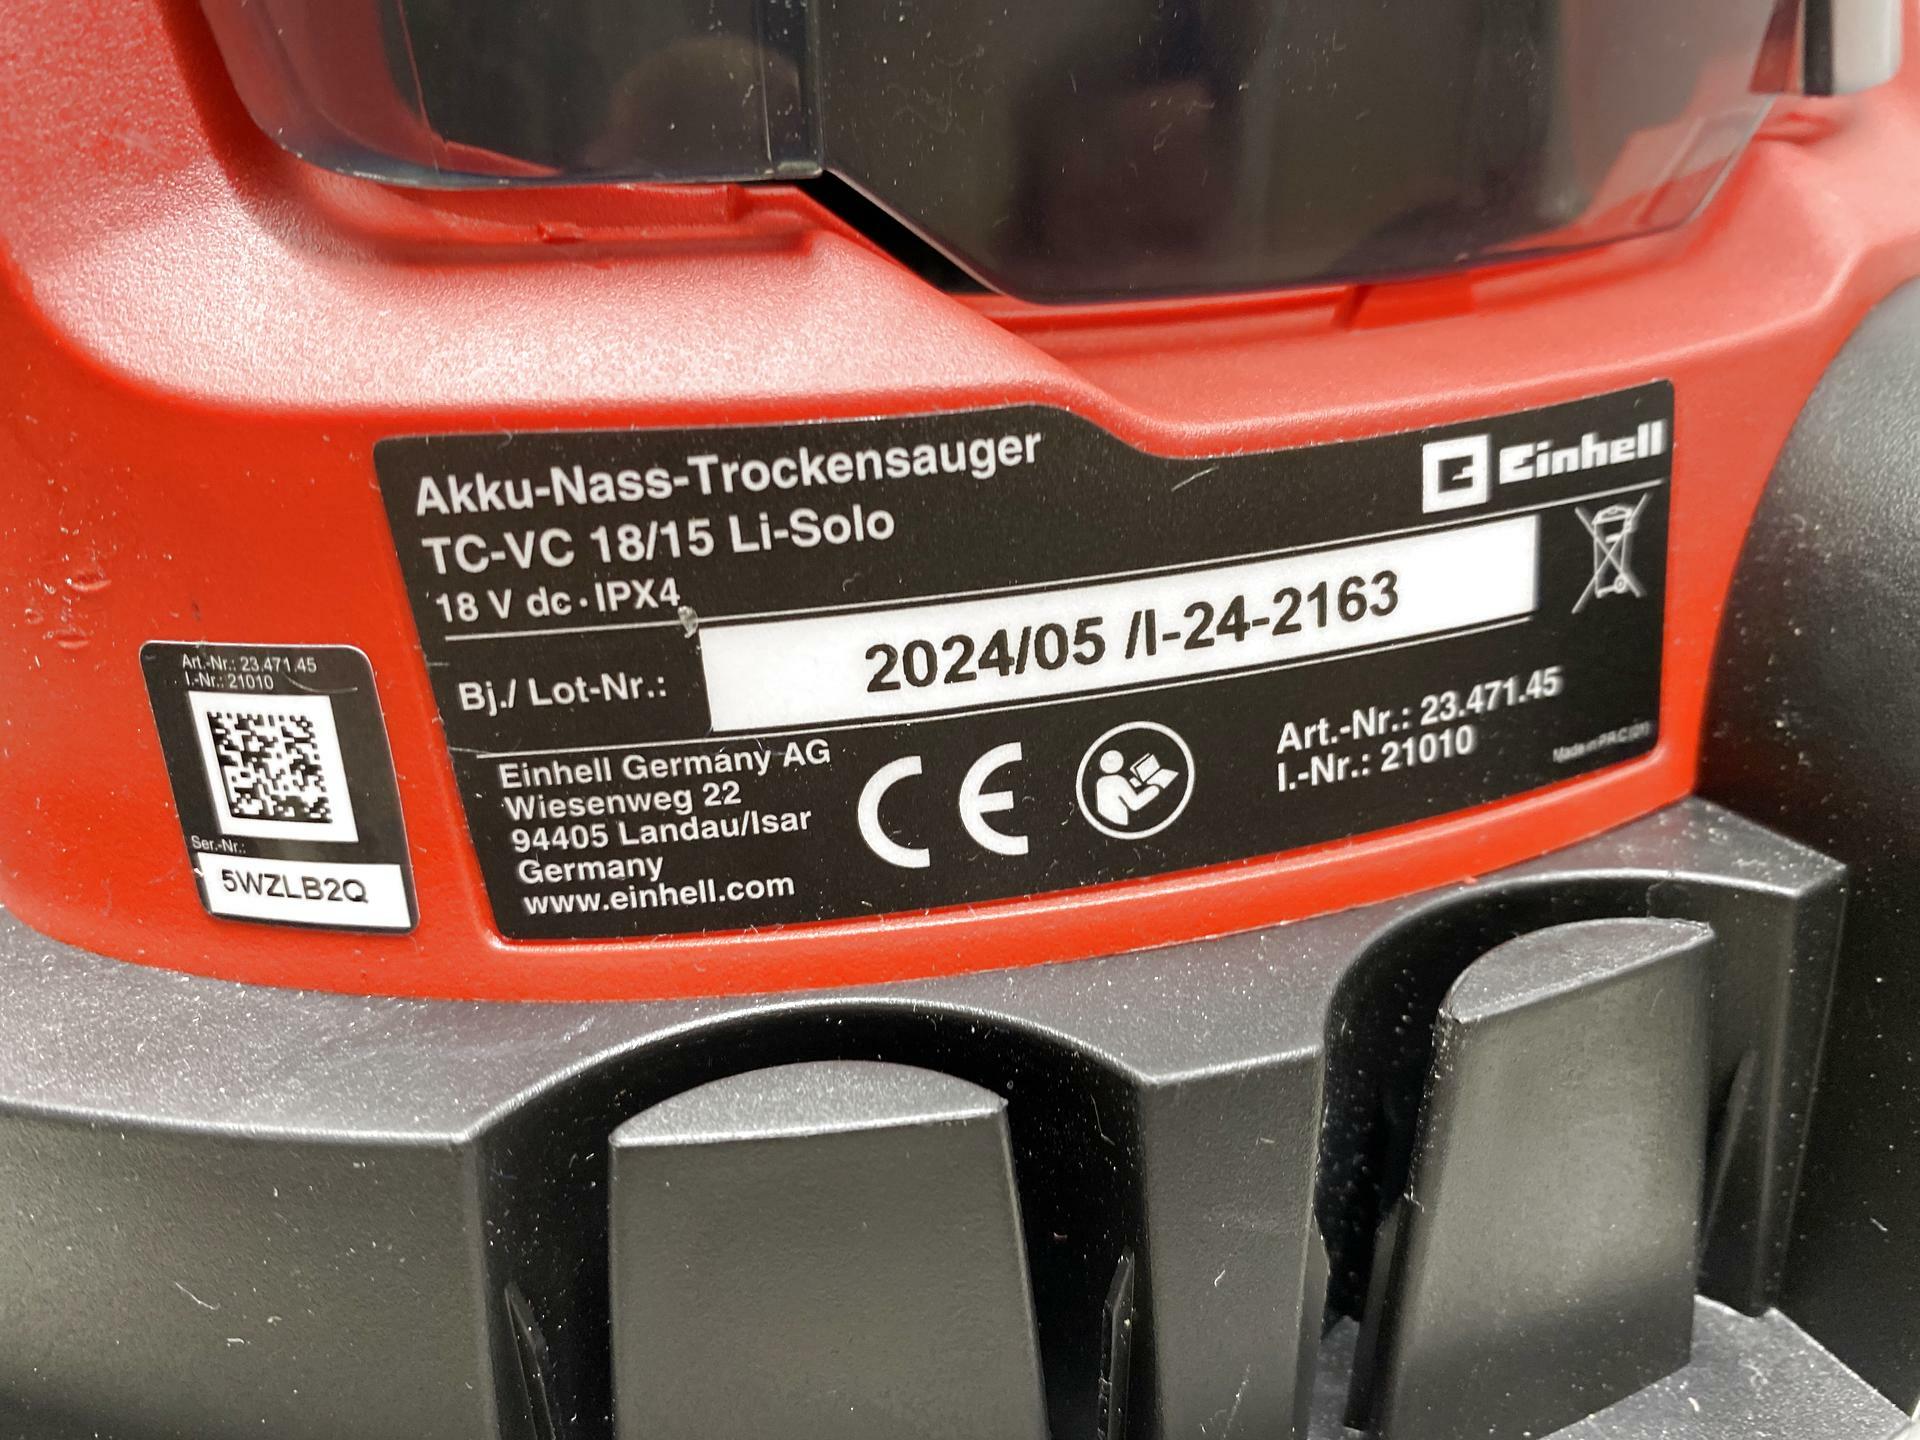 Akku-Nass-Trockensauger
TC-VC 18/15 Li-Solo
18 V dc · IPX4
Einhell
Bj./ Lot-Nr.: 2024/05 /I-24-2163
Einhell Germany AG
Wiesenweg 22
94405 Landau/Isar
Germany
www.einhell.com
CE
Art.-Nr.: 23.471.45
I.-Nr.: 21010
Made in P.R.C
Art.-Nr.: 23.471.45
I.-Nr.: 21010
Ser.-Nr.:
5WZLB2Q